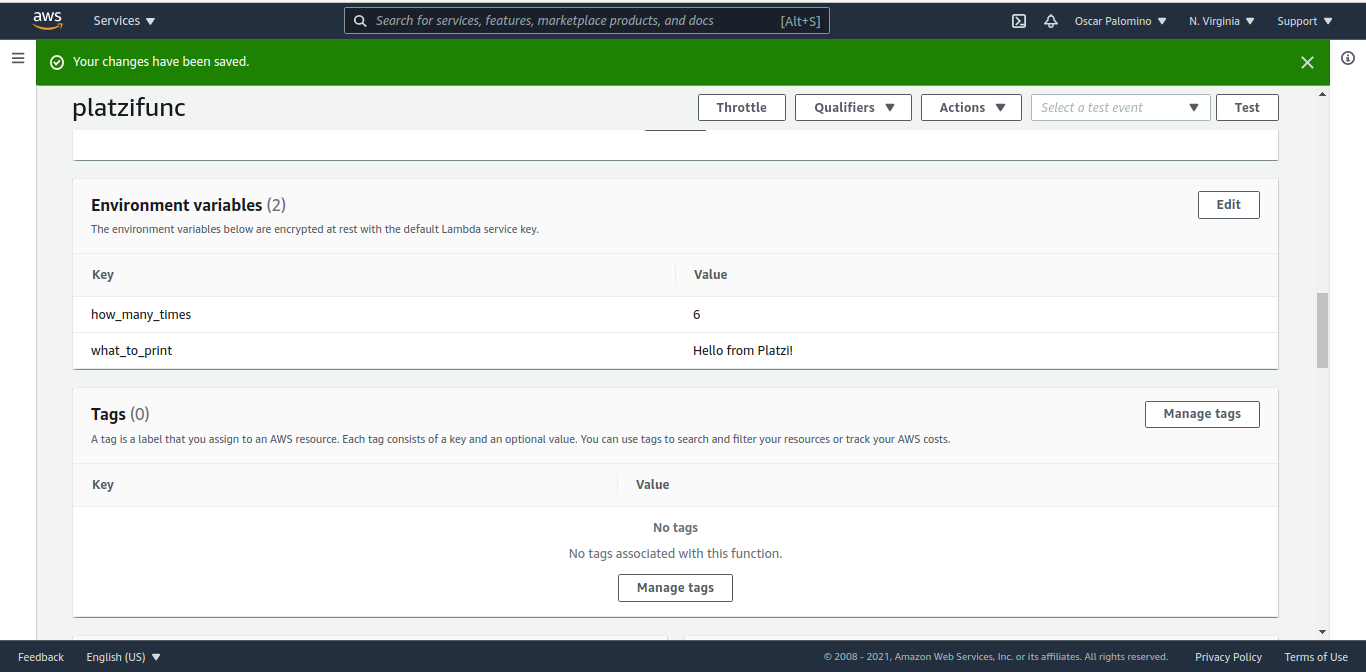 aws Services Search for services, features, marketplace products, and docs [Alt+S] Oscar Palomino N. Virginia Support
Your changes have been saved.
platzifunc Throttle Qualifiers Actions Select a test event Test
Environment variables (2) Edit
The environment variables below are encrypted at rest with the default Lambda service key.
Key Value
how_many_times 6
what_to_print Hello from Platzi!
Tags (0) Manage tags
A tag is a label that you assign to an AWS resource. Each tag consists of a key and an optional value. You can use tags to search and filter your resources or track your AWS costs.
Key Value
No tags
No tags associated with this function.
Manage tags
Feedback English (US) © 2008 - 2021, Amazon Web Services, Inc. or its affiliates. All rights reserved. Privacy Policy Terms of Use